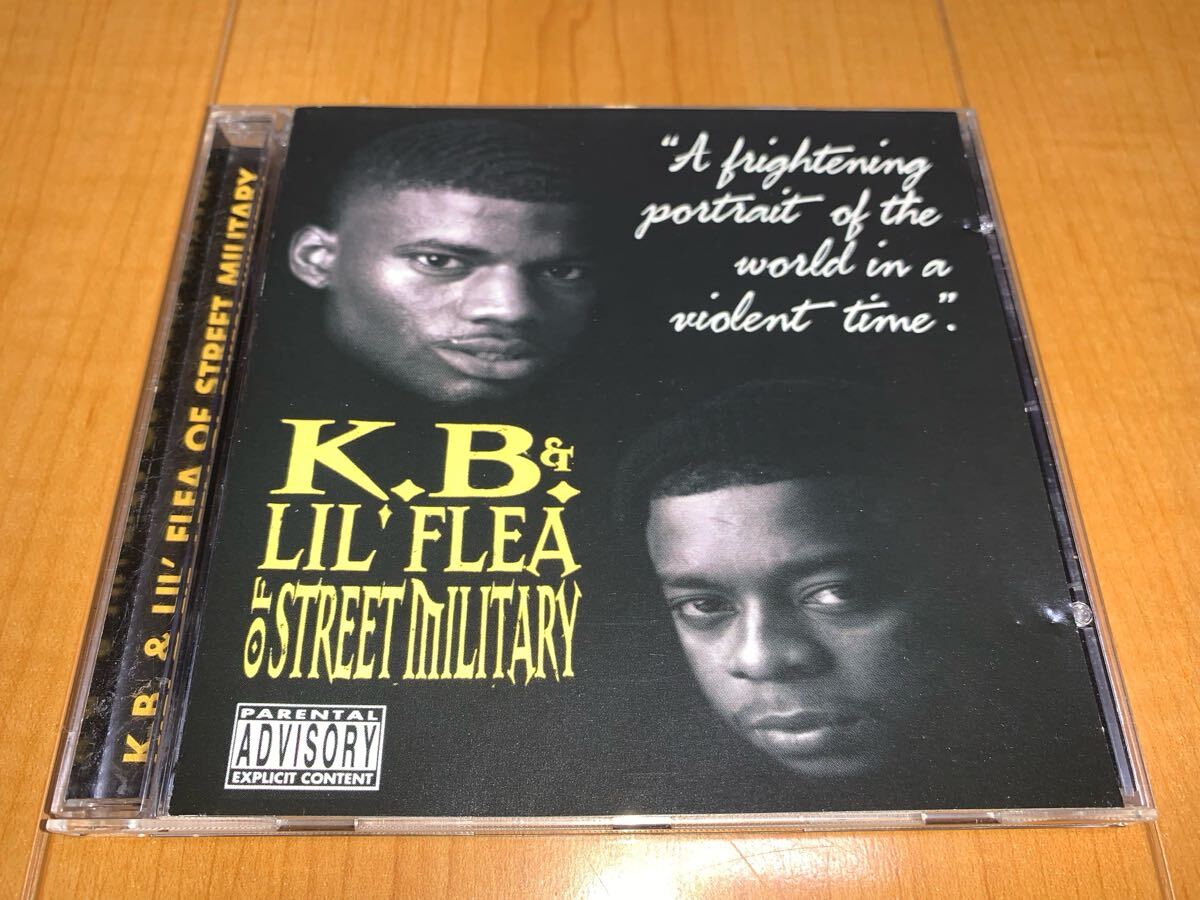 K.B. & LIL' FLEA OF STREET MILITARY
"A frightening
portrait of the
world in a
violent time".
K.B.&
LIL' FLEA
OF STREET MILITARY
PARENTAL
ADVISORY
EXPLICIT CONTENT